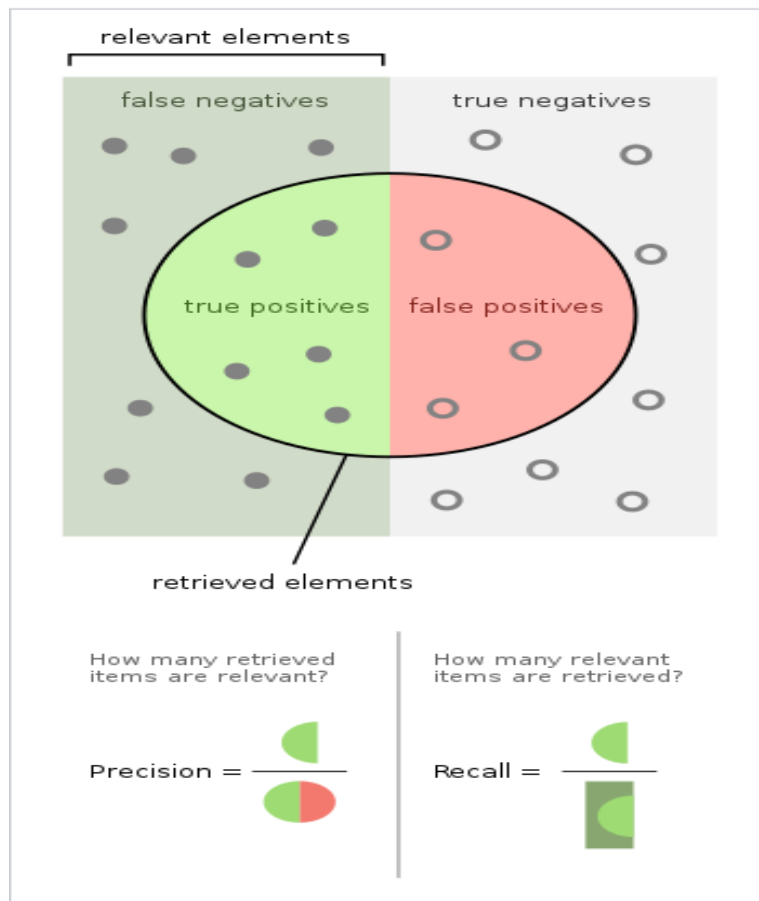 relevant elements
false negatives
true negatives
true positives
false positives
retrieved elements
How many retrieved
items are relevant?
Precision =
How many relevant
items are retrieved?
Recall =